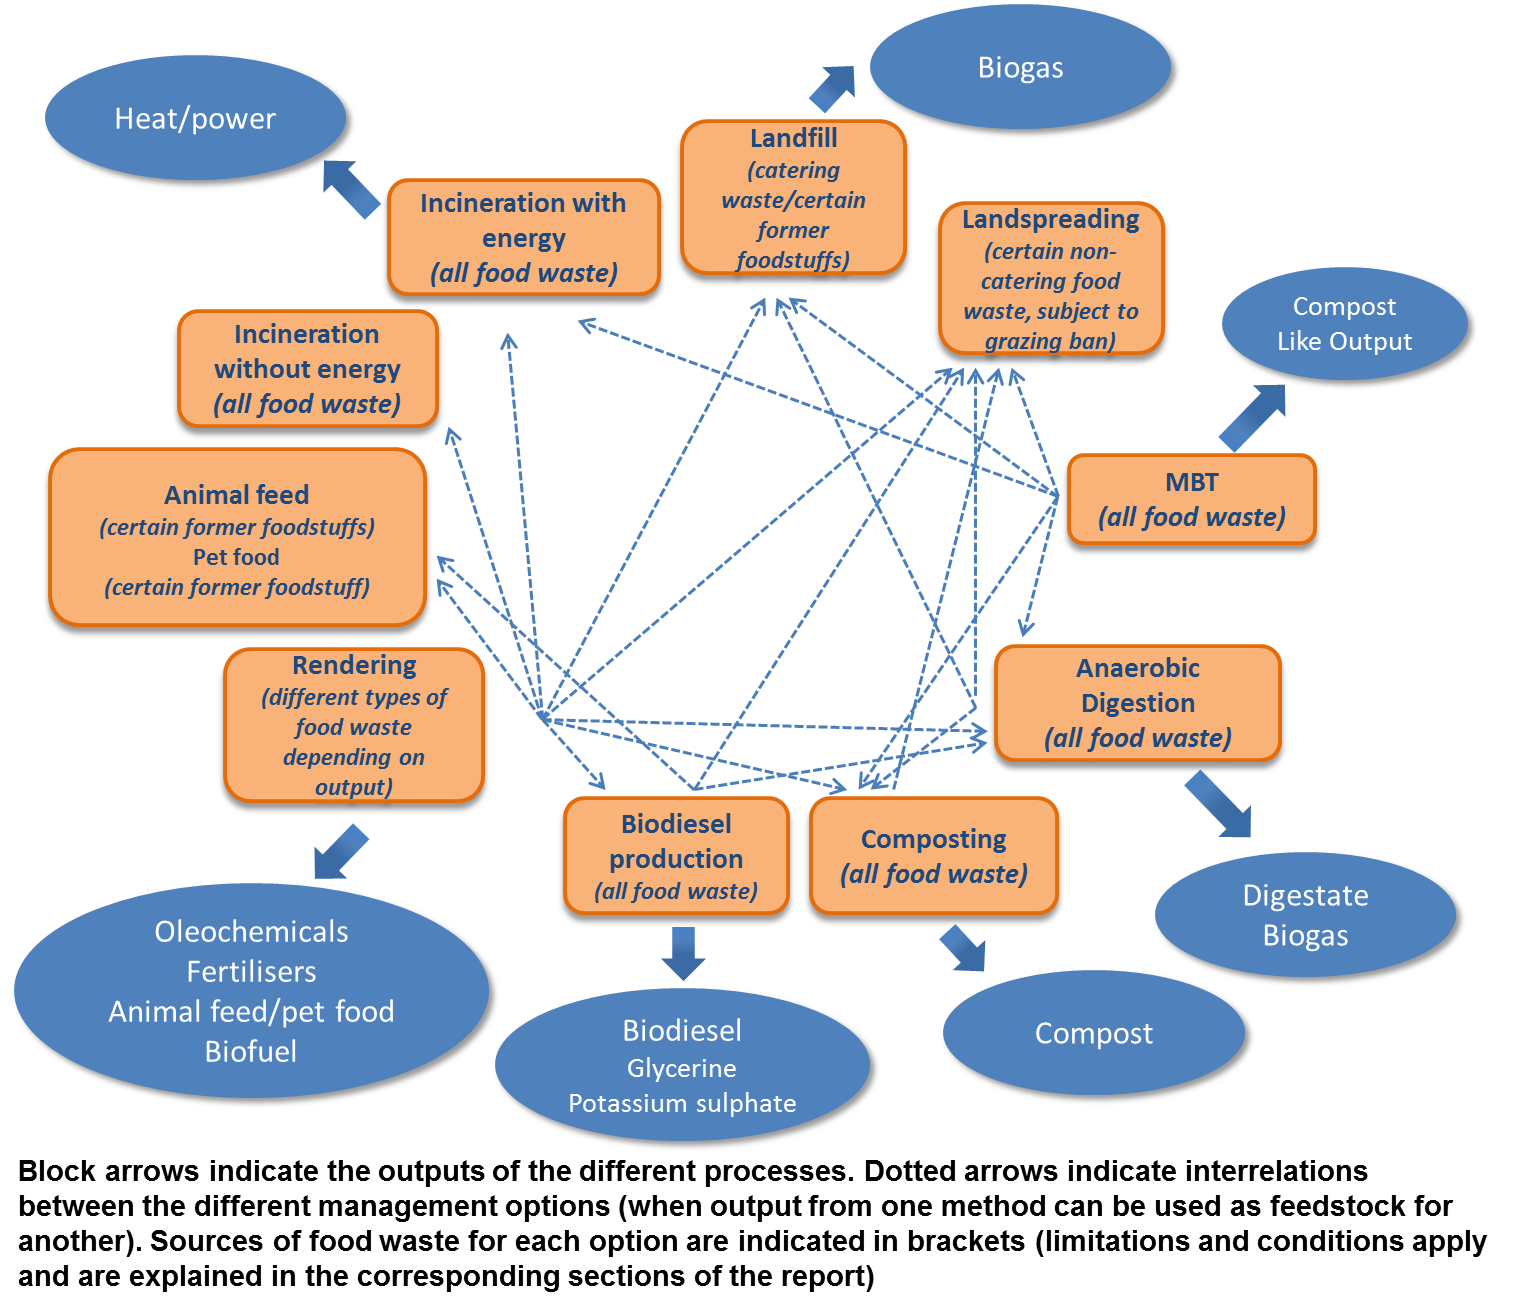 Biogas
Heat/power
Landfill
(catering
waste/certain
former
foodstuffs)
Incineration with
energy
(all food waste)
Landspreading
(certain non-
catering food
waste, subject to
grazing ban)
Compost
Like Output
Incineration
without energy
(all food waste)
MBT
(all food waste)
Animal feed
(certain former foodstuffs)
Pet food
(certain former foodstuff)
Rendering
(different types of
food waste
depending on
output)
Anaerobic
Digestion
(all food waste)
Biodiesel
production
(all food waste)
Composting
(all food waste)
Digestate
Biogas
Oleochemicals
Fertilisers
Animal feed/pet food
Biofuel
Biodiesel
Glycerine
Potassium sulphate
Compost
Block arrows indicate the outputs of the different processes. Dotted arrows indicate interrelations
between the different management options (when output from one method can be used as feedstock for
another). Sources of food waste for each option are indicated in brackets (limitations and conditions apply
and are explained in the corresponding sections of the report)